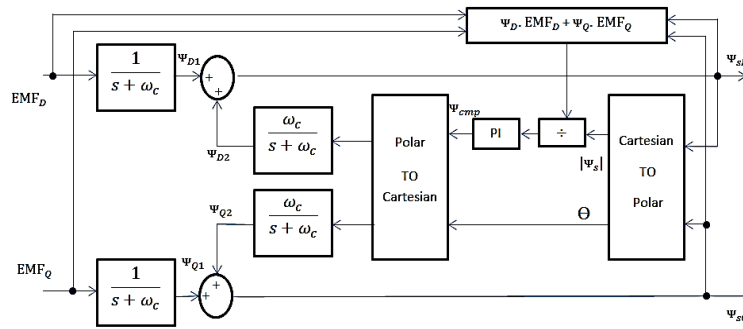 Ψ_D. EMF_D + Ψ_Q. EMF_Q
EMF_D
1
s + ω_c
Ψ_D1
+
+
Ψ_D2
ω_c
s + ω_c
Polar
TO
Cartesian
Ψ_cmp
PI
÷
|Ψ_s|
Cartesian
TO
Polar
Θ
Ψ_Q2
ω_c
s + ω_c
EMF_Q
1
s + ω_c
Ψ_Q1
+
+